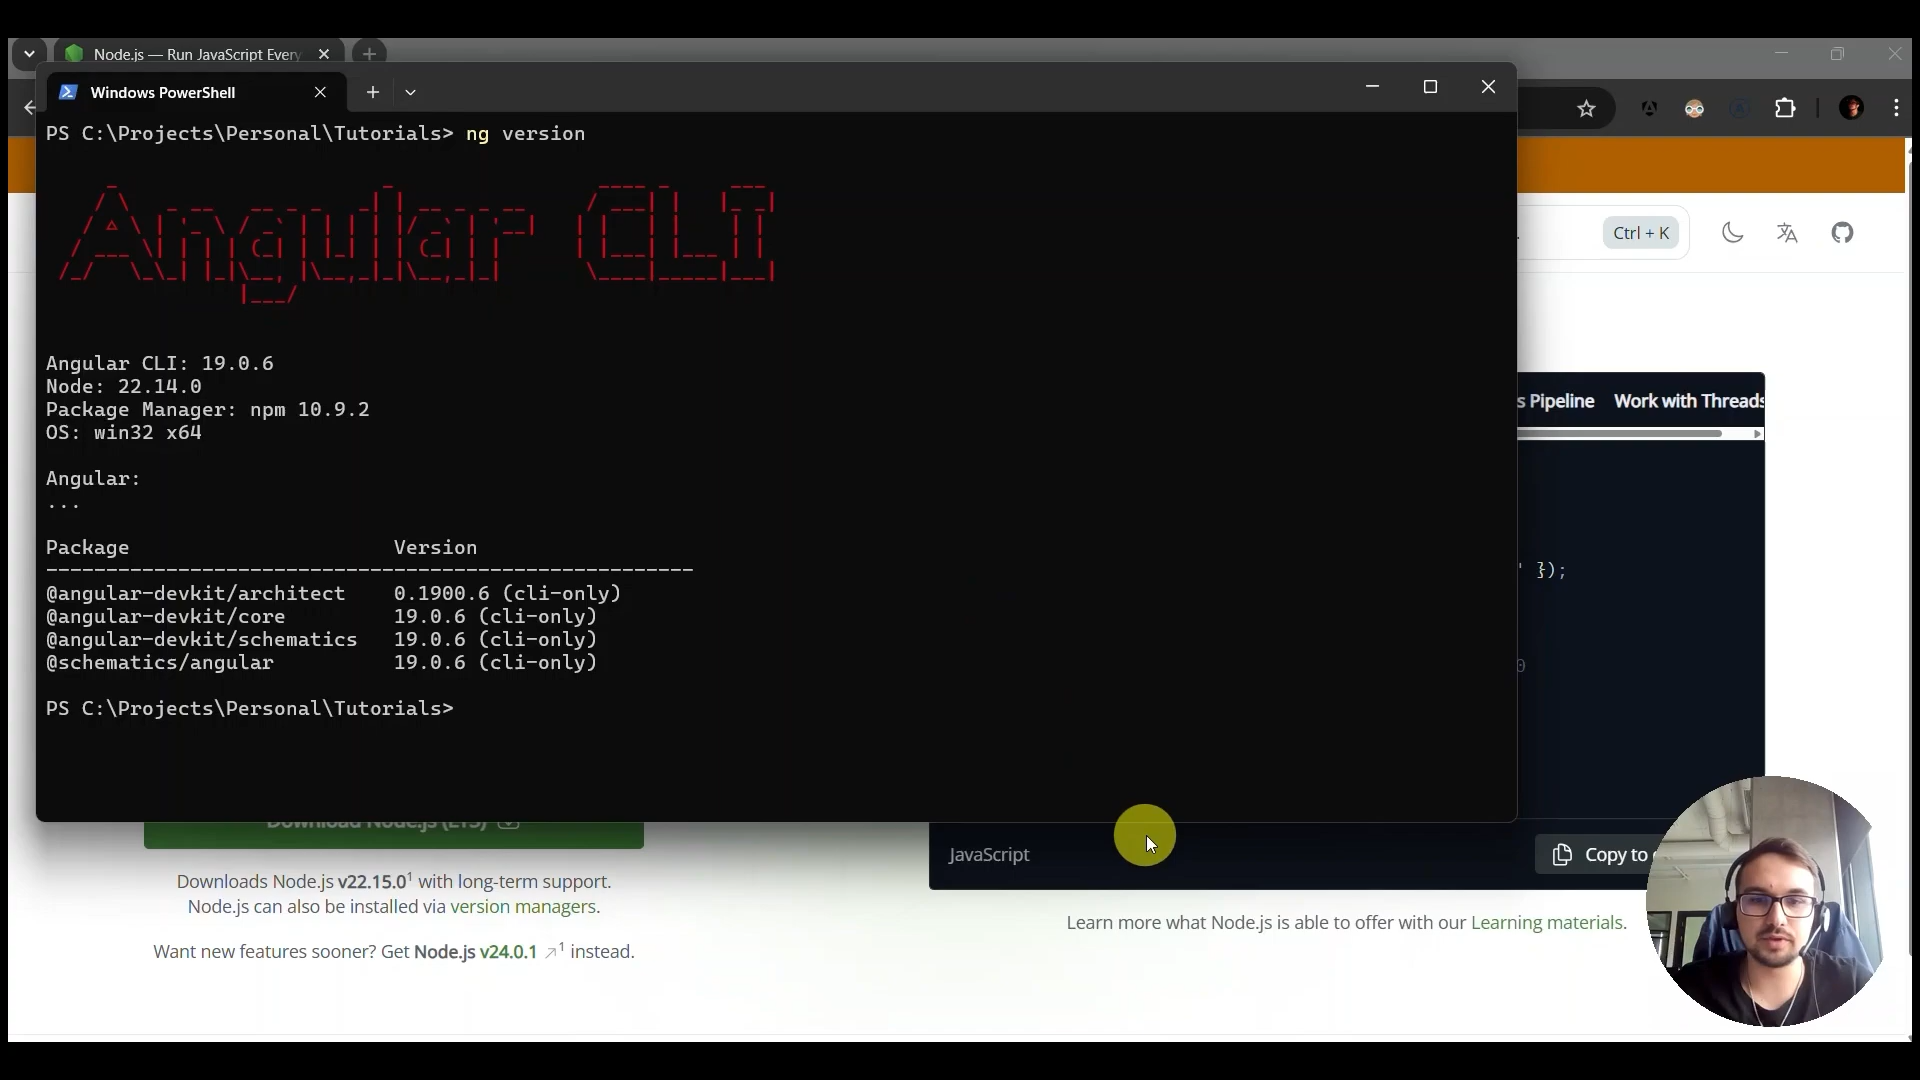 Node.js — Run JavaScript Every
Windows PowerShell
PS C:\Projects\Personal\Tutorials> ng version
Angular CLI
Ctrl + K
Angular CLI: 19.0.6
Node: 22.14.0
Package Manager: npm 10.9.2
OS: win32 x64
Angular:
...
s Pipeline Work with Threads
Package Version
------------------------------------------------------
@angular-devkit/architect 0.1900.6 (cli-only)
@angular-devkit/core 19.0.6 (cli-only)
@angular-devkit/schematics 19.0.6 (cli-only)
@schematics/angular 19.0.6 (cli-only)
' });
0
PS C:\Projects\Personal\Tutorials>
Download Node.js (LTS)
JavaScript
Copy to
Downloads Node.js v22.15.0¹ with long-term support.
Node.js can also be installed via version managers.
Learn more what Node.js is able to offer with our Learning materials.
Want new features sooner? Get Node.js v24.0.1 ↗¹ instead.